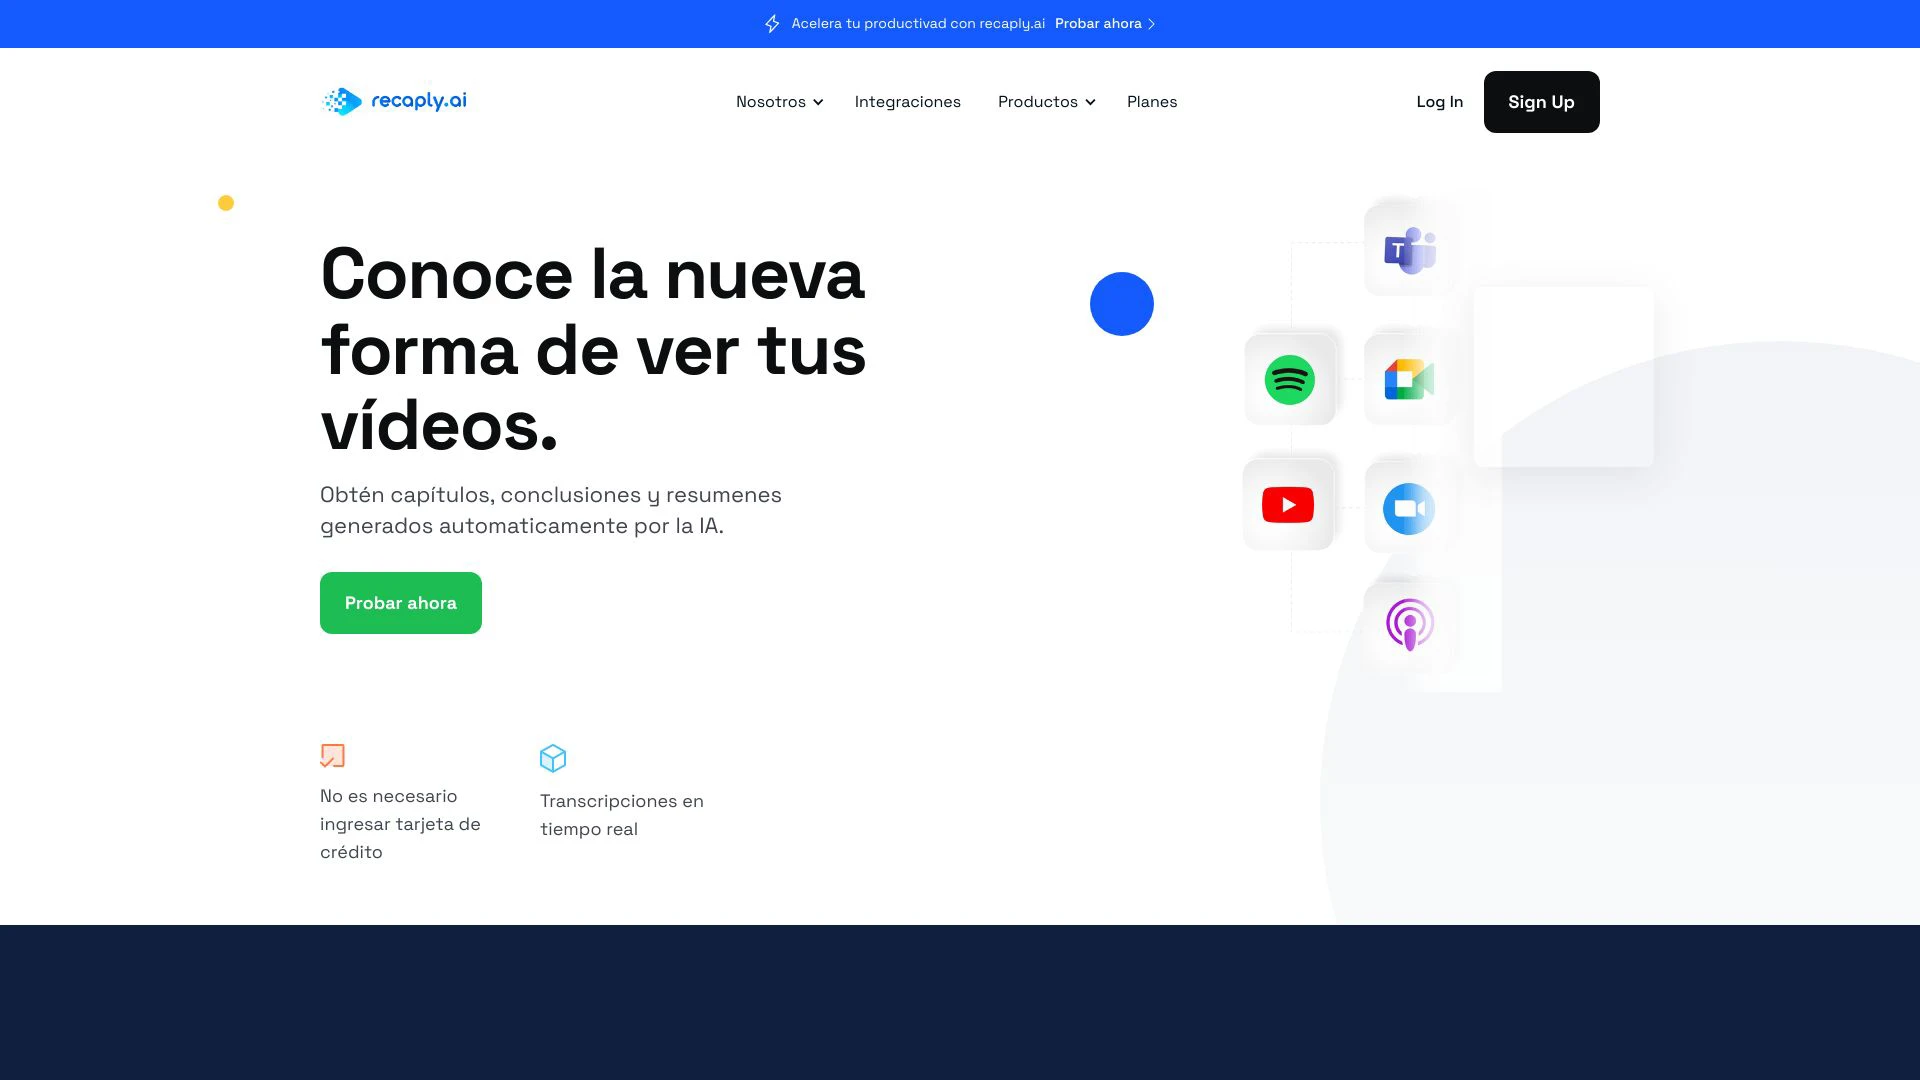 Acelera tu productivad con recaply.ai Probar ahora
recaply.ai
Nosotros Integraciones Productos Planes Log In Sign Up
Conoce la nueva
forma de ver tus
vídeos.
Obtén capítulos, conclusiones y resumenes
generados automaticamente por la IA.
Probar ahora
T
No es necesario
ingresar tarjeta de
crédito
Transcripciones en
tiempo real